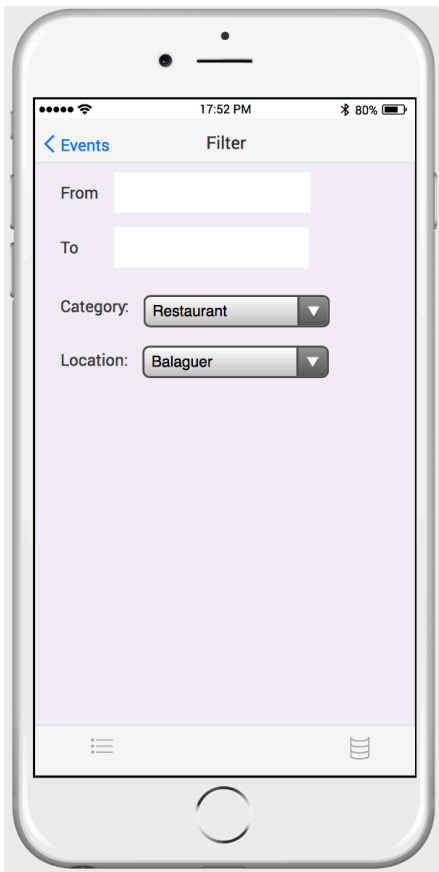 17:52 PM 80%
Events Filter
From
To
Category: Restaurant
Location: Balaguer